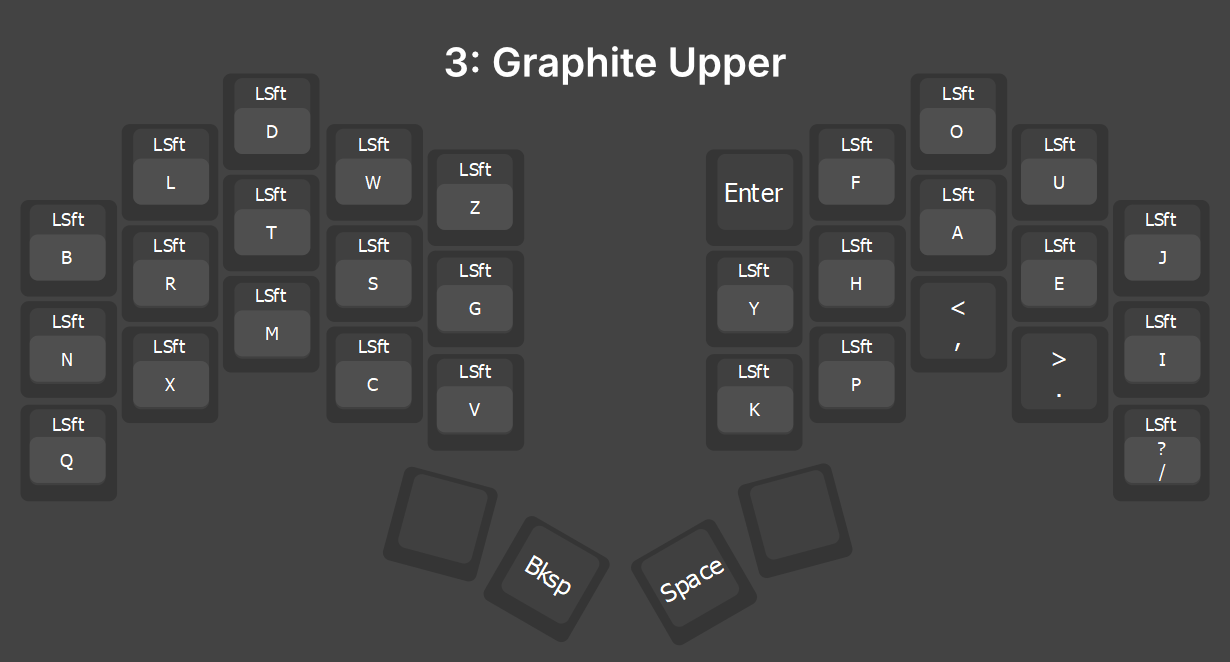 3: Graphite Upper
LSft
B
LSft
L
LSft
D
LSft
W
LSft
Z
Enter
LSft
F
LSft
O
LSft
U
LSft
J
LSft
N
LSft
R
LSft
T
LSft
S
LSft
G
LSft
Y
LSft
H
LSft
A
LSft
E
LSft
I
LSft
Q
LSft
X
LSft
M
LSft
C
LSft
V
LSft
K
LSft
P
<
,
>
.
LSft
?
/
Bksp
Space